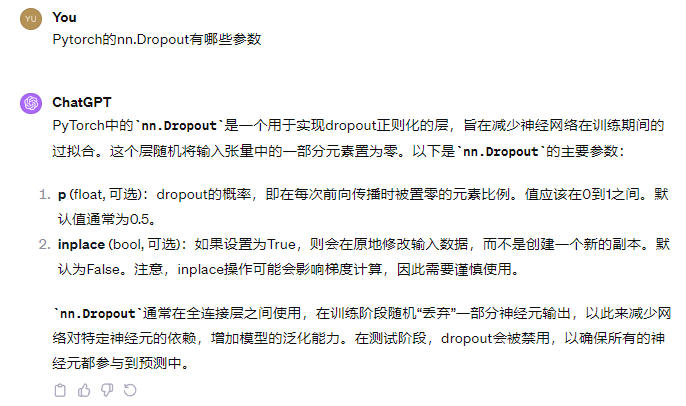 YU
You
Pytorch的nn.Dropout有哪些参数
ChatGPT
PyTorch中的`nn.Dropout`是一个用于实现dropout正则化的层，旨在减少神经网络在训练期间的
过拟合。这个层随机将输入张量中的一部分元素置为零。以下是`nn.Dropout`的主要参数：
1. p (float, 可选)：dropout的概率，即在每次前向传播时被置零的元素比例。值应该在0到1之间。默
认值通常为0.5。
2. inplace (bool, 可选)：如果设置为True，则会在原地修改输入数据，而不是创建一个新的副本。默
认为False。注意，inplace操作可能会影响梯度计算，因此需要谨慎使用。
`nn.Dropout`通常在全连接层之间使用，在训练阶段随机“丢弃”一部分神经元输出，以此来减少网
络对特定神经元的依赖，增加模型的泛化能力。在测试阶段，dropout会被禁用，以确保所有的神
经元都参与到预测中。